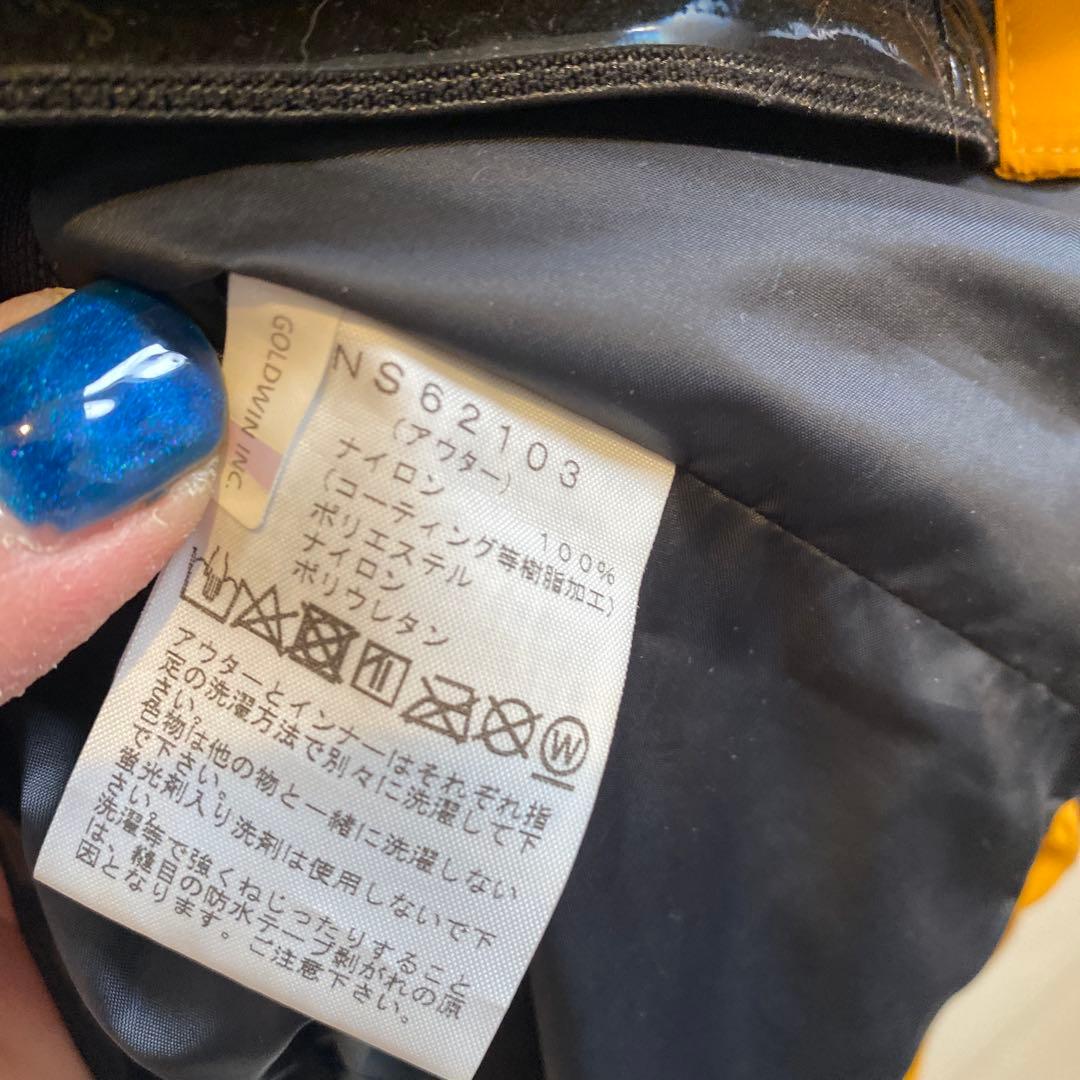 GOLDWIN INC.
NS62103
(アウター)
ナイロン 100%
(コーティング等樹脂加工)
ポリエステル
ナイロン
ポリウレタン
W
アウターとインナーはそれぞれ指
定の洗濯方法で別々に洗濯して下
さい。
色物は他の物と一緒に洗濯しない
で下さい。
蛍光剤入り洗剤は使用しないで下
さい。
洗濯等で強くねじったりすること
は、縫目の防水テープ剥がれの原
因となります。ご注意下さい。